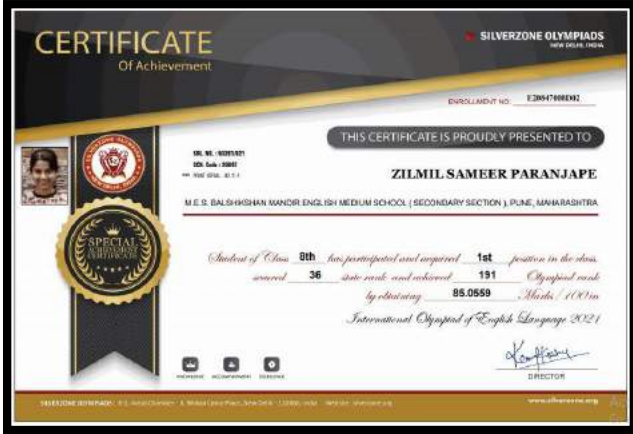 CERTIFICATE
Of Achievement
SILVERZONE OLYMPIADS
NEW DELHI, INDIA
ENROLLMENT NO:
THIS CERTIFICATE IS PROUDLY PRESENTED TO
ZILMIL SAMEER PARANJAPE
M.E.S. BALSHIKSHAN MANDIR ENGLISH MEDIUM SCHOOL ( SECONDARY SECTION ), PUNE, MAHARASHTRA
SPECIAL
ACHIEVEMENT
CERTIFICATE
Student of Class 8th has participated and acquired 1st position in the class,
secured 36 state rank and achieved 191 Olympiad rank
by obtaining 85.0559 Marks / 100 in
International Olympiad of English Language 2021
DIRECTOR
SILVERZONE OLYMPIADS
www.silverzone.org